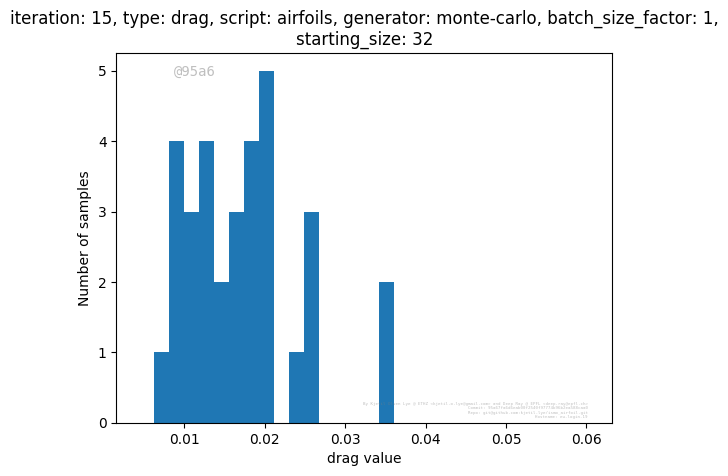 iteration: 15, type: drag, script: airfoils, generator: monte-carlo, batch_size_factor: 1,
starting_size: 32
@95a6
5
4
3
2
1
0
Number of samples
0.01 0.02 0.03 0.04 0.05 0.06
drag value